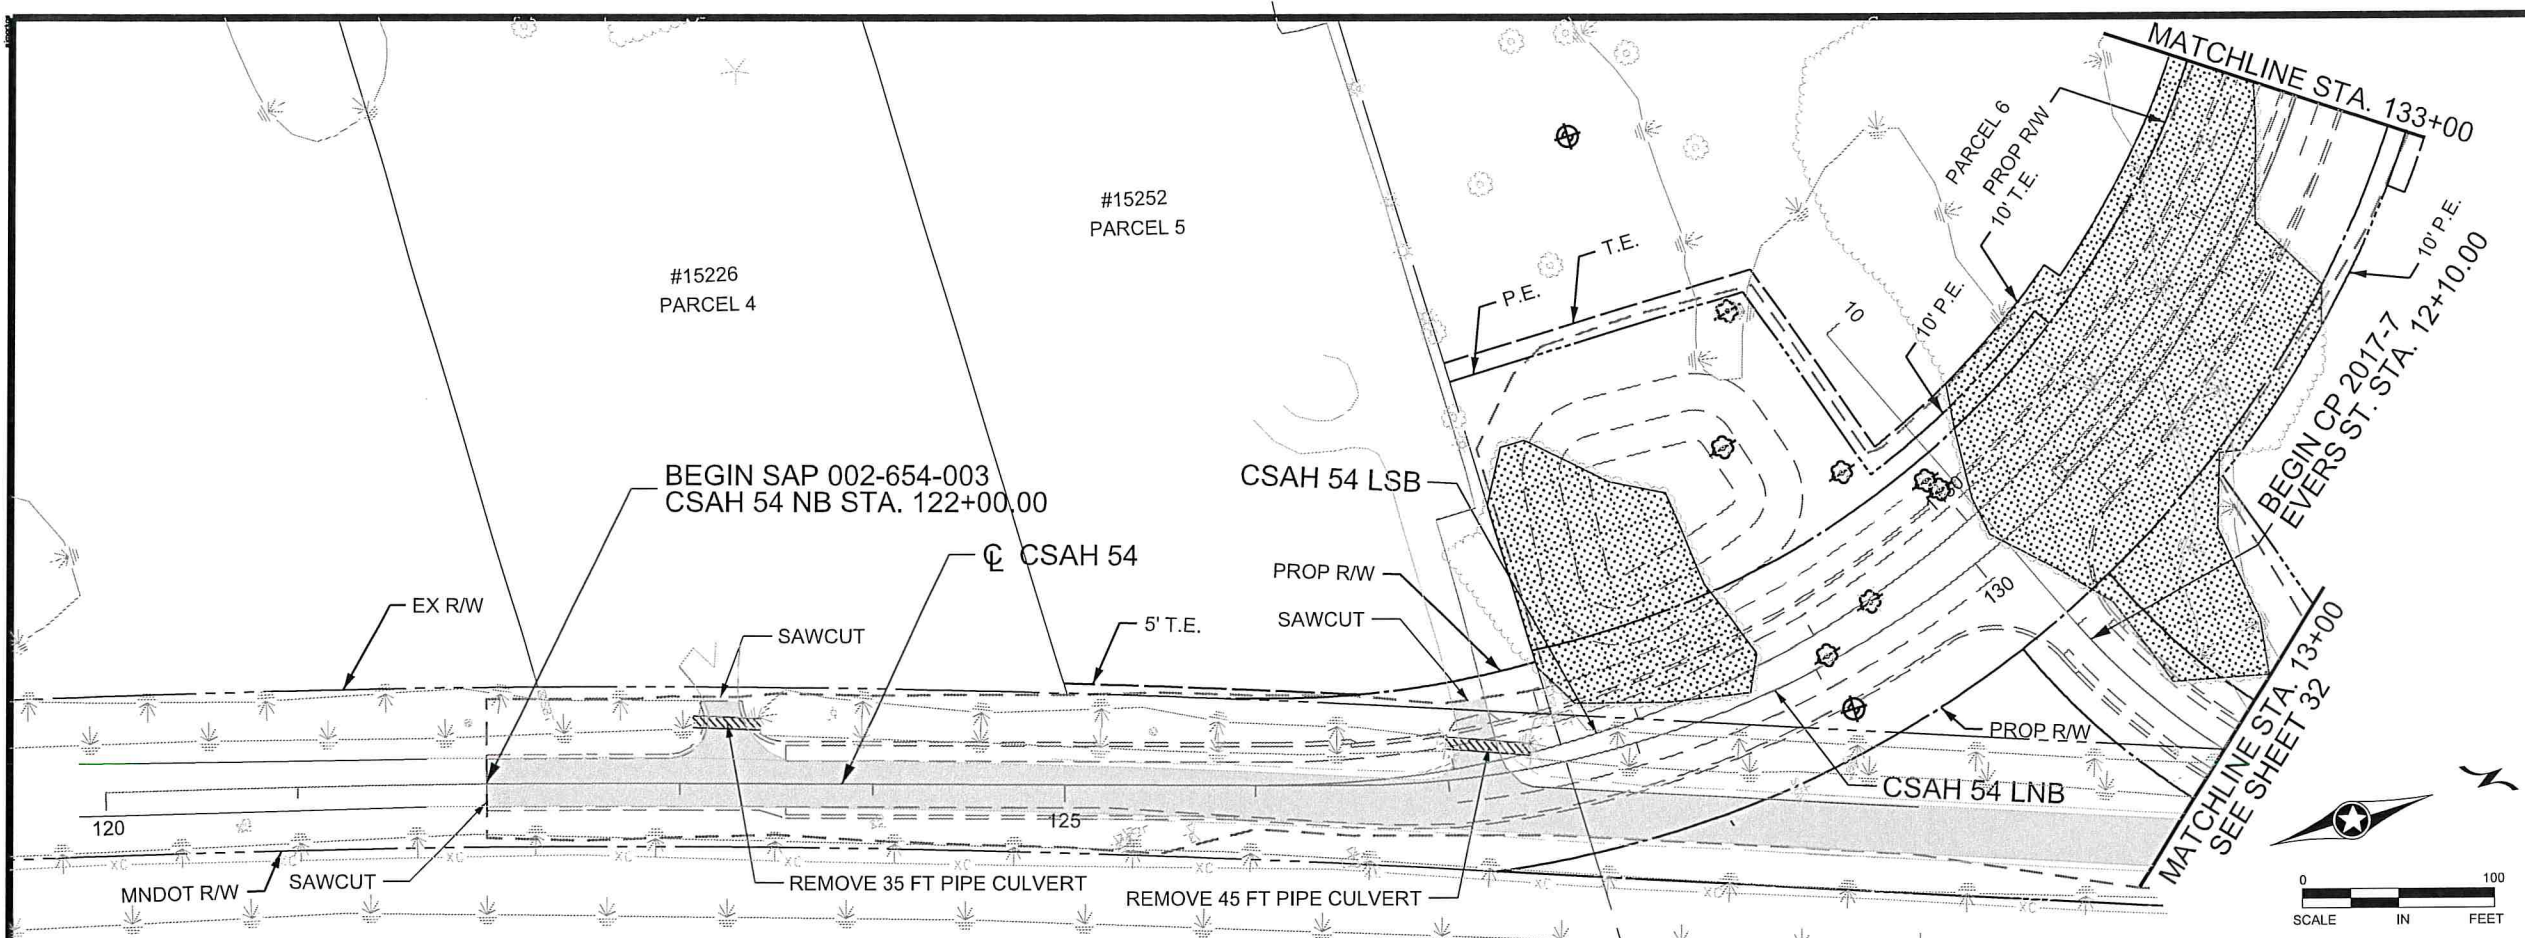 MATCHLINE STA. 133+00
PARCEL 6
PROP R/W
10' T.E.
#15252
PARCEL 5
#15226
PARCEL 4
T.E.
P.E.
10
10' P.E.
10' P.E.
BEGIN CP 2017-7
EVERS ST. STA. 12+10.00
BEGIN SAP 002-654-003
CSAH 54 NB STA. 122+00.00
CSAH 54 LSB
130
℄ CSAH 54
PROP R/W
EX R/W
SAWCUT
5' T.E.
SAWCUT
130
PROP R/W
CSAH 54 LNB
MATCHLINE STA. 13+00
SEE SHEET 32
120
125
MNDOT R/W
SAWCUT
REMOVE 35 FT PIPE CULVERT
REMOVE 45 FT PIPE CULVERT
0 100
SCALE IN FEET